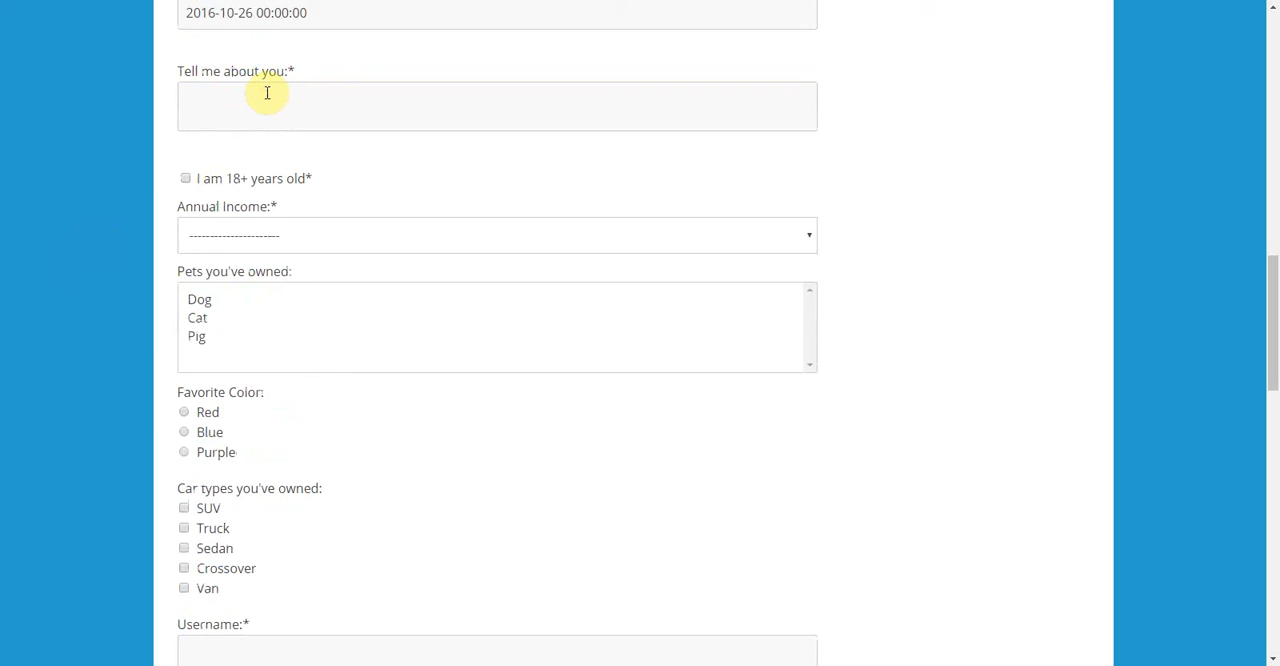 2016-10-26 00:00:00
Tell me about you:*
I am 18+ years old*
Annual Income:*
----------------------
Pets you've owned:
Dog
Cat
Pig
Favorite Color:
Red
Blue
Purple
Car types you've owned:
SUV
Truck
Sedan
Crossover
Van
Username:*